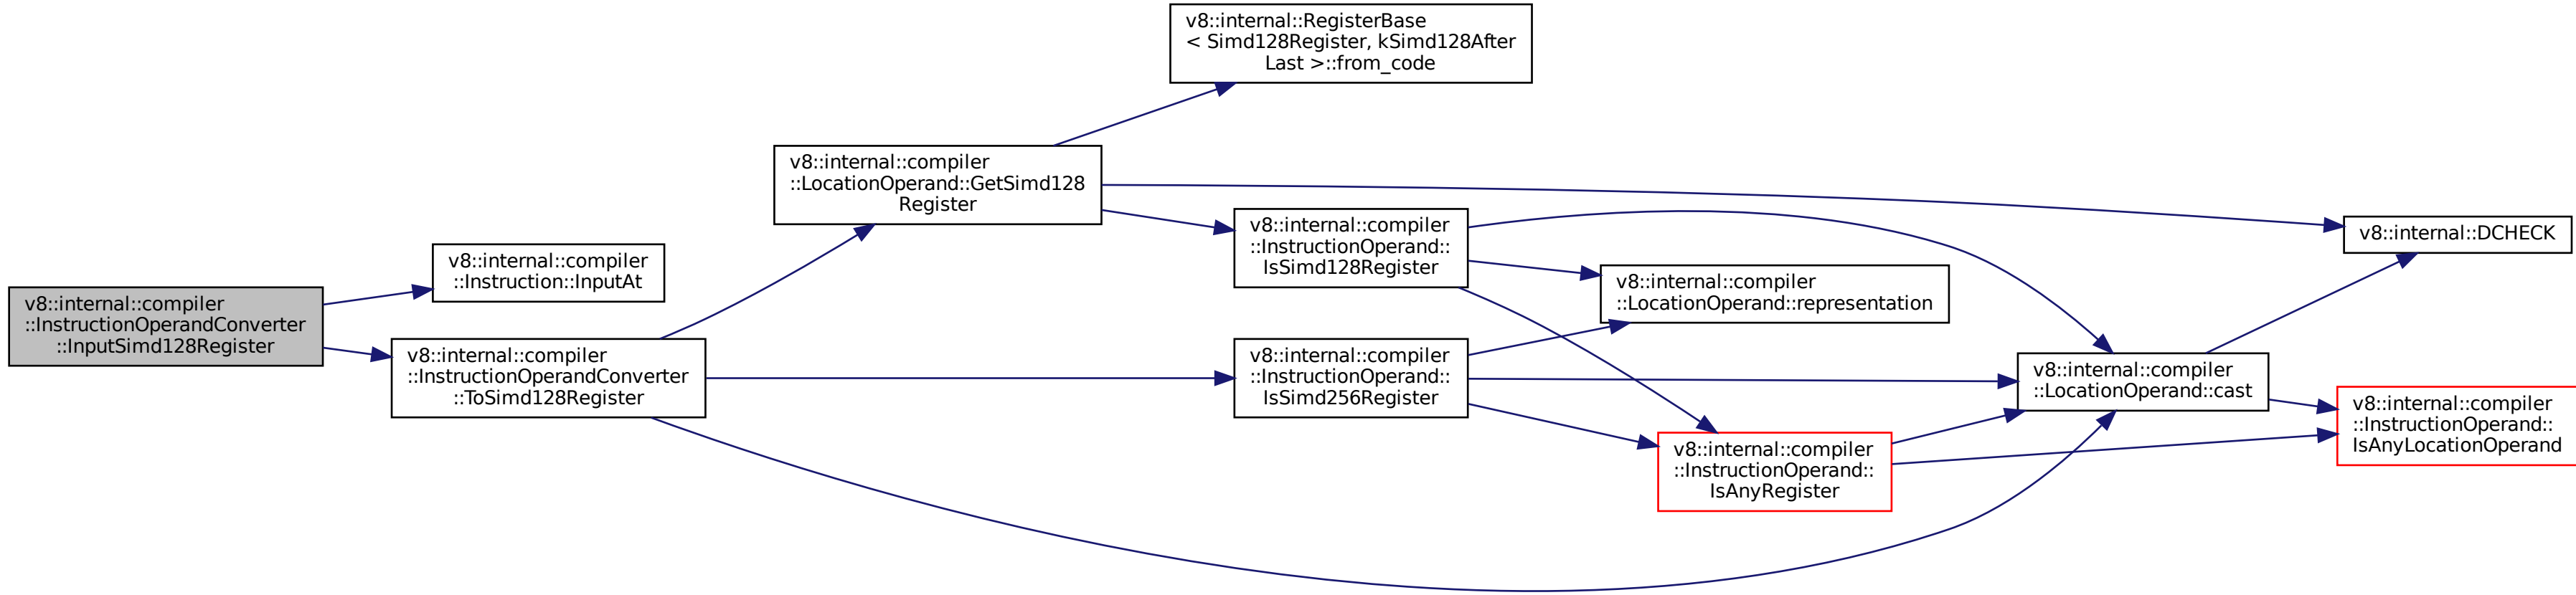 v8::internal::compiler
::InstructionOperandConverter
::InputSimd128Register
v8::internal::compiler
::Instruction::InputAt
v8::internal::compiler
::InstructionOperandConverter
::ToSimd128Register
v8::internal::compiler
::LocationOperand::GetSimd128
Register
v8::internal::RegisterBase
< Simd128Register, kSimd128After
Last >::from_code
v8::internal::compiler
::InstructionOperand::
IsSimd128Register
v8::internal::compiler
::InstructionOperand::
IsSimd256Register
v8::internal::compiler
::LocationOperand::representation
v8::internal::compiler
::InstructionOperand::
IsAnyRegister
v8::internal::compiler
::LocationOperand::cast
v8::internal::DCHECK
v8::internal::compiler
::InstructionOperand::
IsAnyLocationOperand